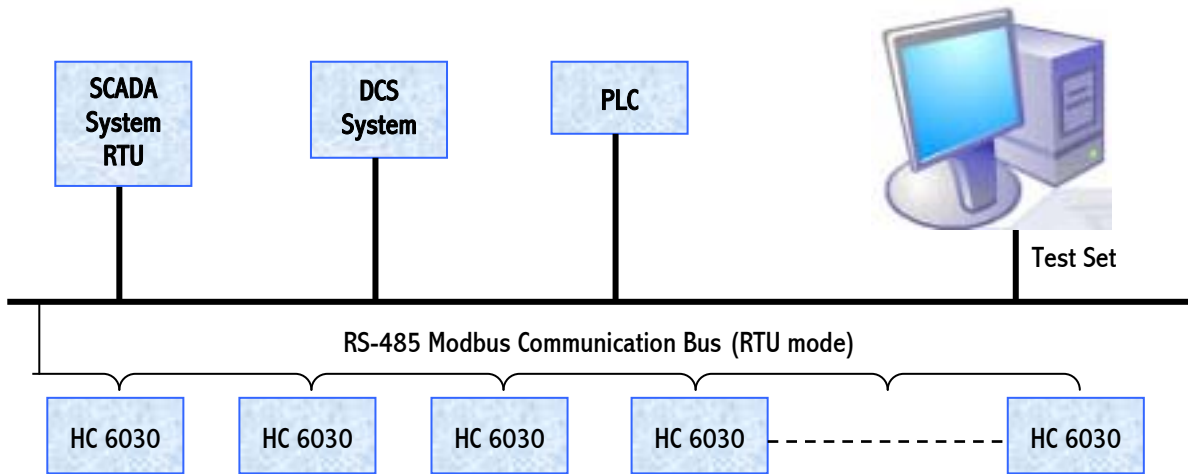 SCADA
System
RTU
DCS
System
PLC
Test Set
RS-485 Modbus Communication Bus (RTU mode)
HC 6030
HC 6030
HC 6030
HC 6030
HC 6030